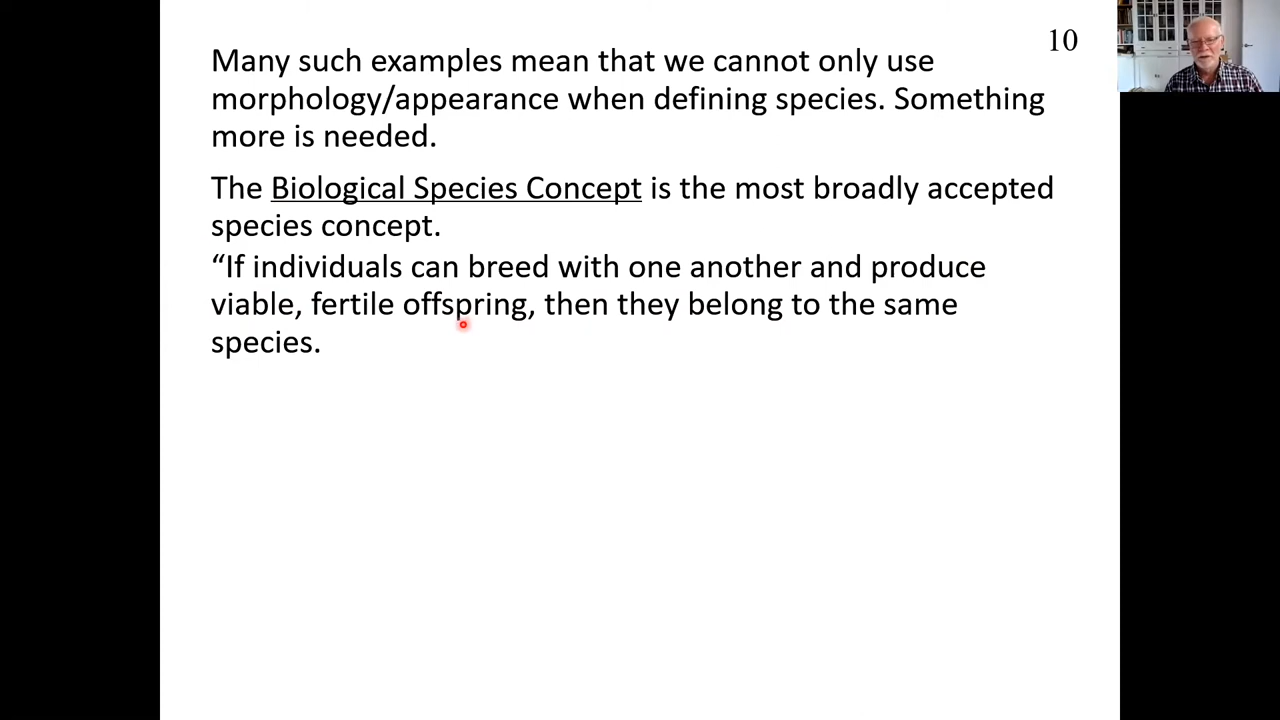 10
Many such examples mean that we cannot only use
morphology/appearance when defining species. Something
more is needed.
The Biological Species Concept is the most broadly accepted
species concept.
“If individuals can breed with one another and produce
viable, fertile offspring, then they belong to the same
species.